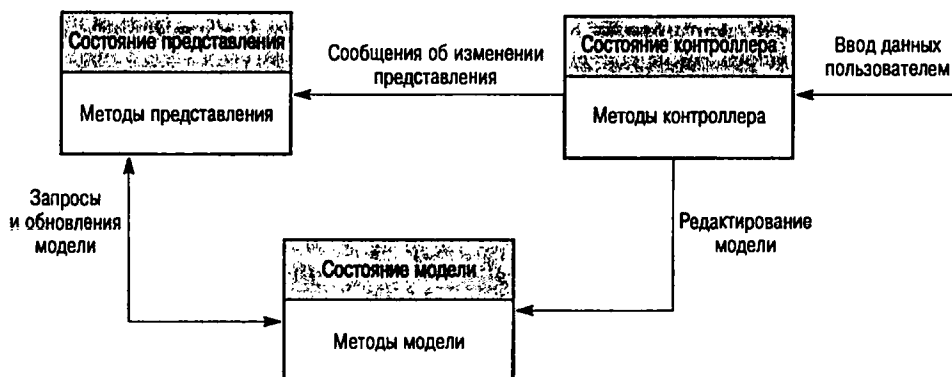 Состояние представления
Методы представления
Сообщения об изменении
представления
Состояние контроллера
Методы контроллера
Ввод данных
пользователем
Запросы
и обновления
модели
Редактирование
модели
Состояние модели
Методы модели